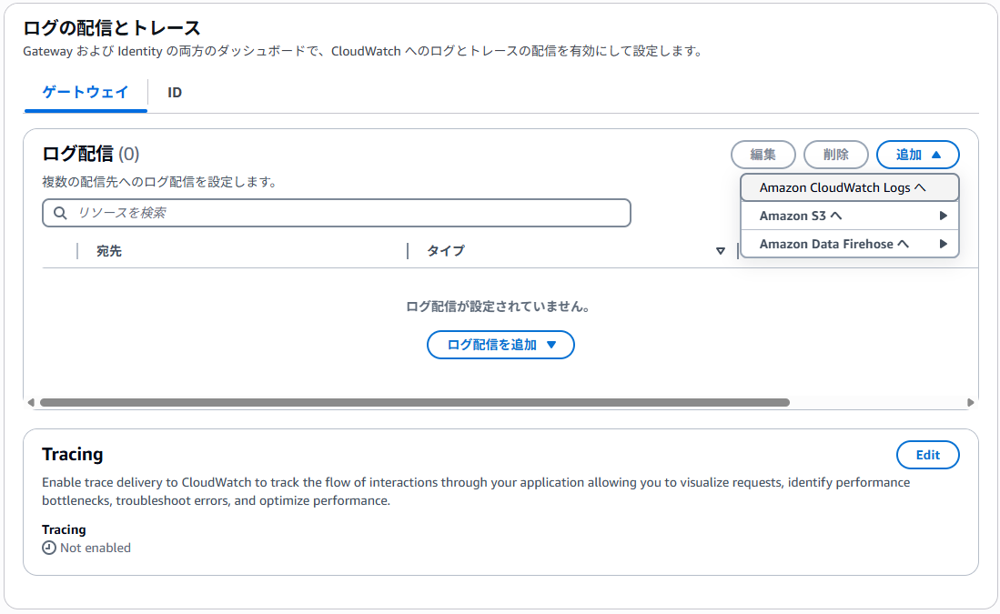 ログの配信とトレース
Gateway および Identity の両方のダッシュボードで、CloudWatch へのログとトレースの配信を有効にして設定します。
ゲートウェイ
ID
ログ配信 (0)
編集
削除
追加
複数の配信先へのログ配信を設定します。
Amazon CloudWatch Logs へ
Amazon S3 へ
Amazon Data Firehose へ
リソースを検索
宛先
タイプ
ログ配信が設定されていません。
ログ配信を追加
Tracing
Edit
Enable trace delivery to CloudWatch to track the flow of interactions through your application allowing you to visualize requests, identify performance
bottlenecks, troubleshoot errors, and optimize performance.
Tracing
Not enabled